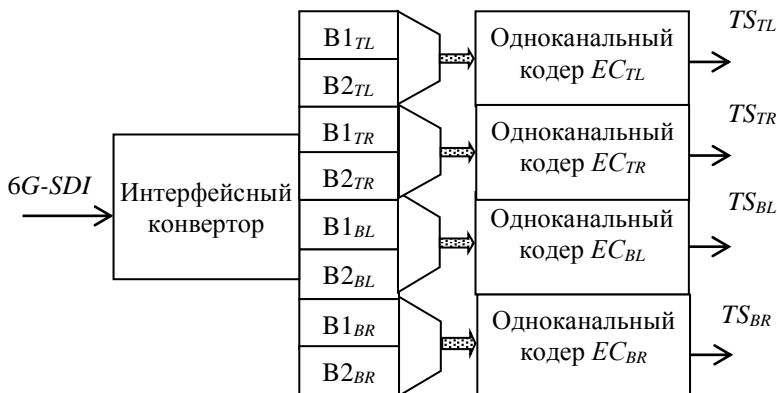 6G-SDI
Интерфейсный
конвертор
B1TL
B2TL
B1TR
B2TR
B1BL
B2BL
B1BR
B2BR
Одноканальный
кодер ECTL
Одноканальный
кодер ECTR
Одноканальный
кодер ECBL
Одноканальный
кодер ECBR
TSTL
TSTR
TSBL
TSBR